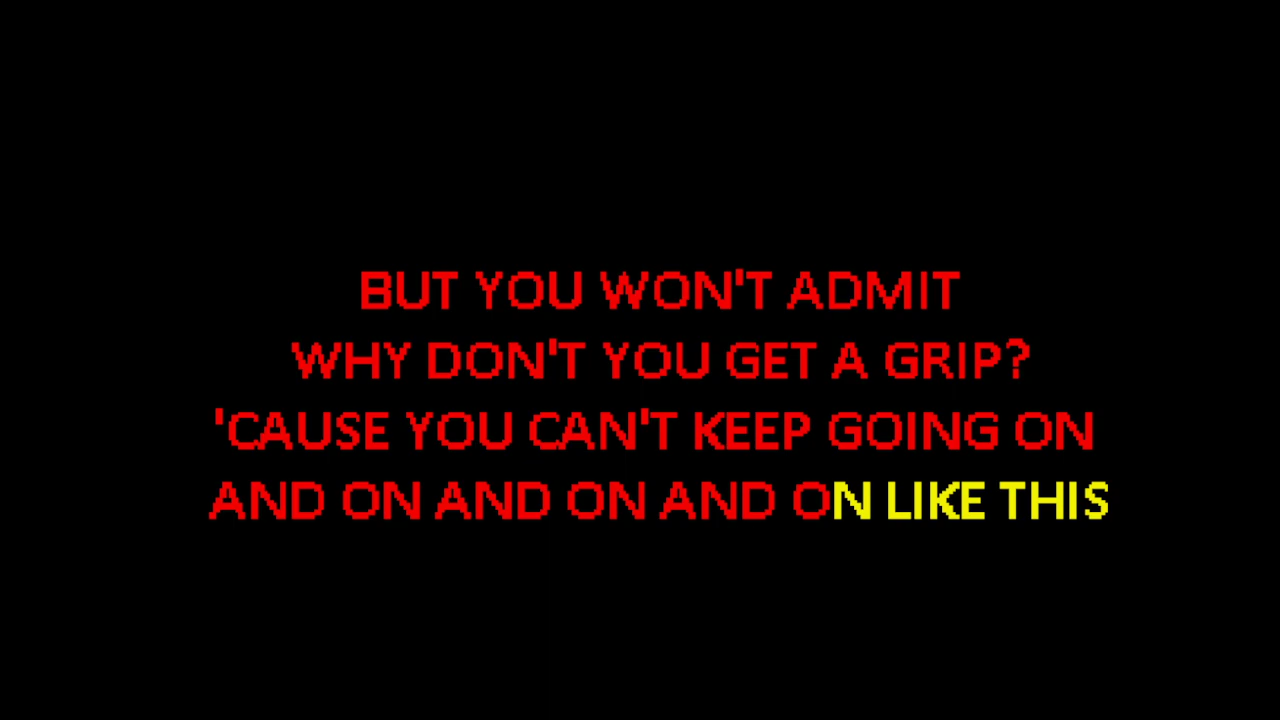 BUT YOU WON'T ADMIT
WHY DON'T YOU GET A GRIP?
'CAUSE YOU CAN'T KEEP GOING ON
AND ON AND ON AND ON LIKE THIS